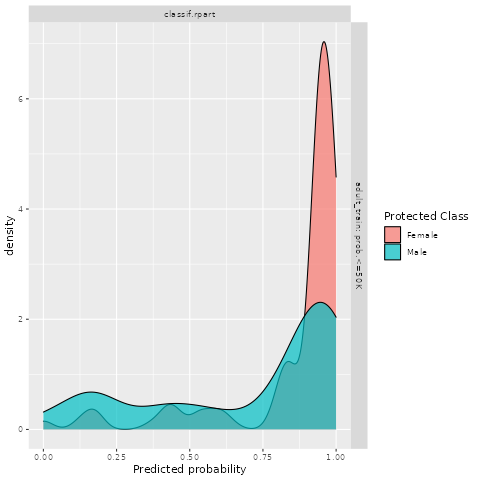 classif.rpart
adult_train: prob.<=50K
6
4
2
0
density
0.00 0.25 0.50 0.75 1.00
Predicted probability
Protected Class
Female
Male